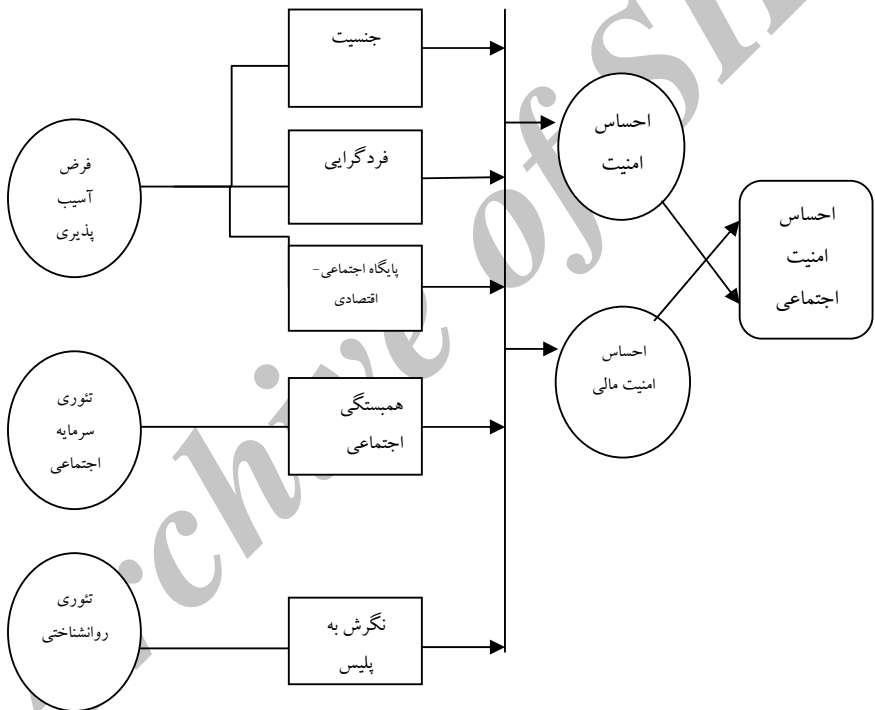 جنسیت
فرض
آسیب
پذیری
فردگرایی
پایگاه اجتماعی-
اقتصادی
احساس
امنیت
احساس
امنیت
اجتماعی
احساس
امنیت مالی
تئوری
سرمایه
اجتماعی
همبستگی
اجتماعی
تئوری
روانشناختی
نگرش به
پلیس
Archive of SI